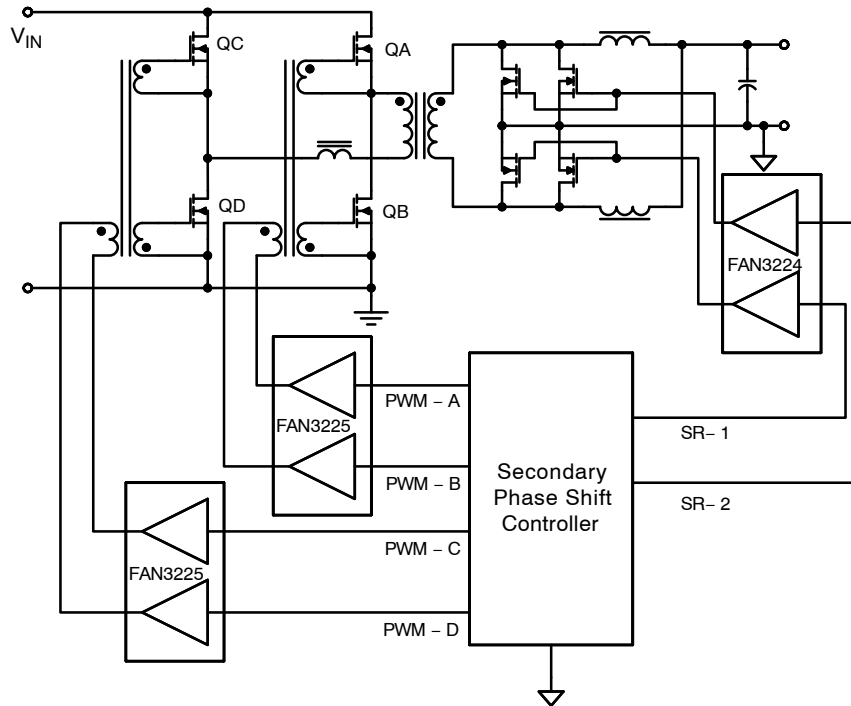 VIN
QC
QA
QD
QB
FAN3224
FAN3225
PWM – A
PWM – B
SR– 1
SR– 2
Secondary
Phase Shift
Controller
FAN3225
PWM – C
PWM – D